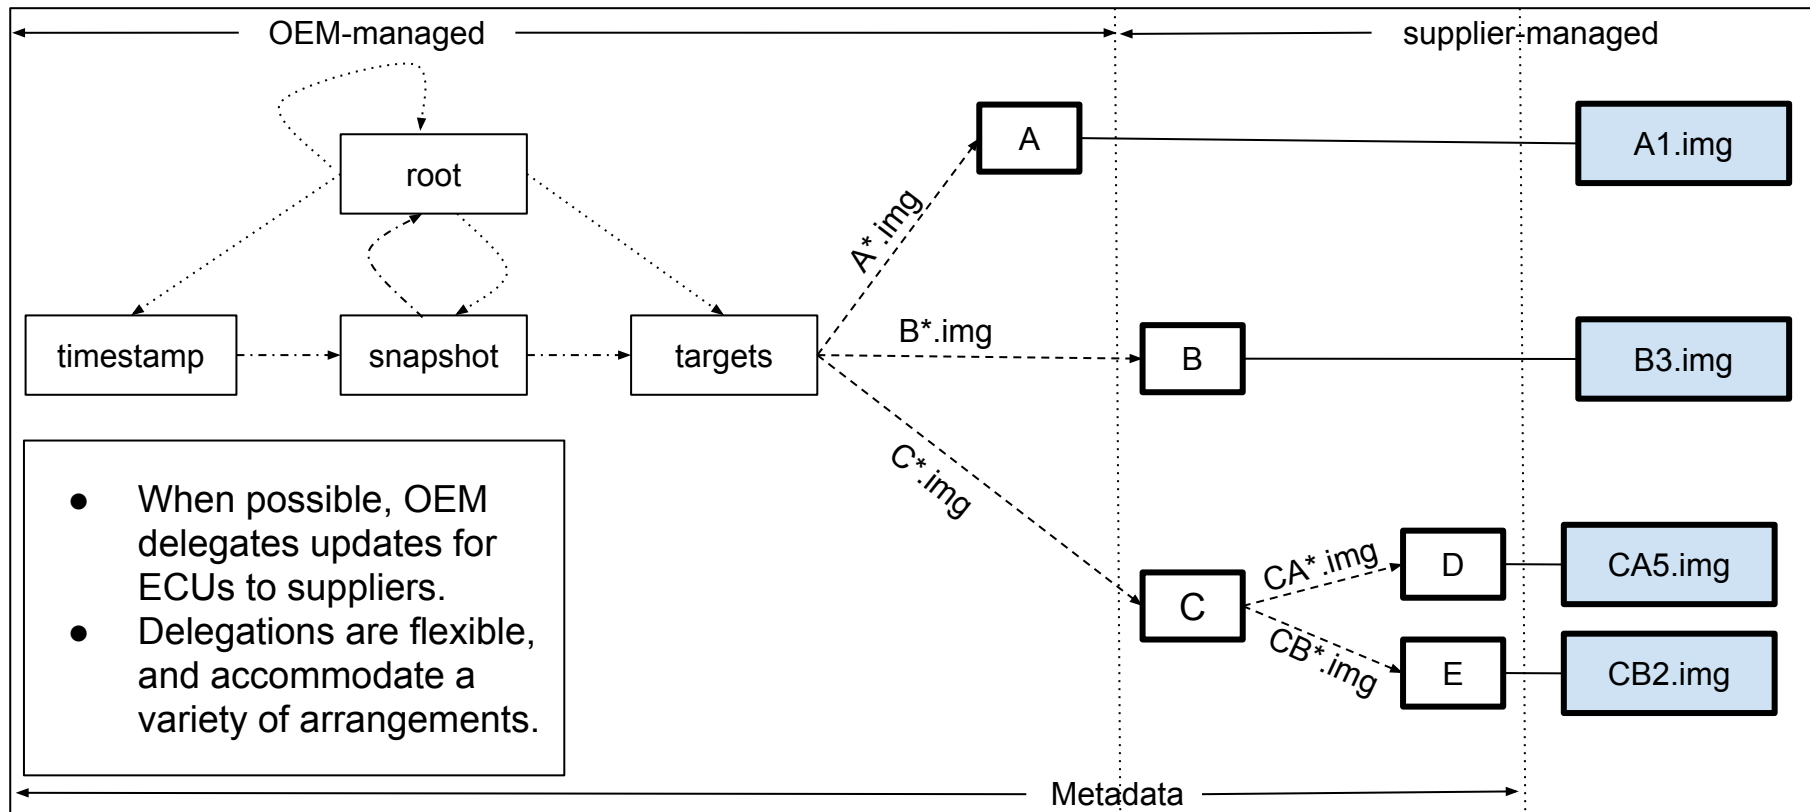 OEM-managed
supplier-managed
root
A
A1.img
A*.img
timestamp
snapshot
targets
B*.img
B
B3.img
C*.img
C
CA*.img
D
CA5.img
CB*.img
E
CB2.img
● When possible, OEM
delegates updates for
ECUs to suppliers.
● Delegations are flexible,
and accommodate a
variety of arrangements.
Metadata